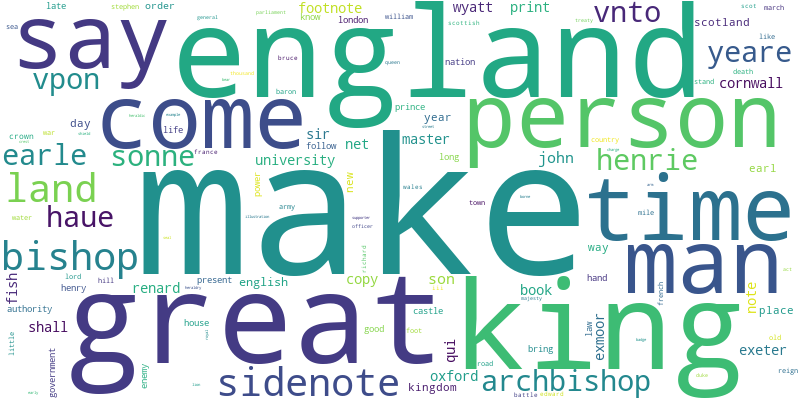 late stephen order footnote wyatt print vnto scot march
general parliament know london william scottish scotland like
sea say england nation yeare
vpon bruce queen death
treaty stand cornwall
baron prince
come person
day life sir year
crown war follow master country
earle sonne france net john henrie
university long earl
land power new wales
haue army town mile
water illustration supporter officer
make time
bishop man way
richard hand
lord
fish henry hill renard present english copy son book note
authority castle french place
shall house good foot qui law exmoor
great king
little government enemy bring exeter old
road reign
sidenote oxford archbishop
kingdom duke
early battle edward